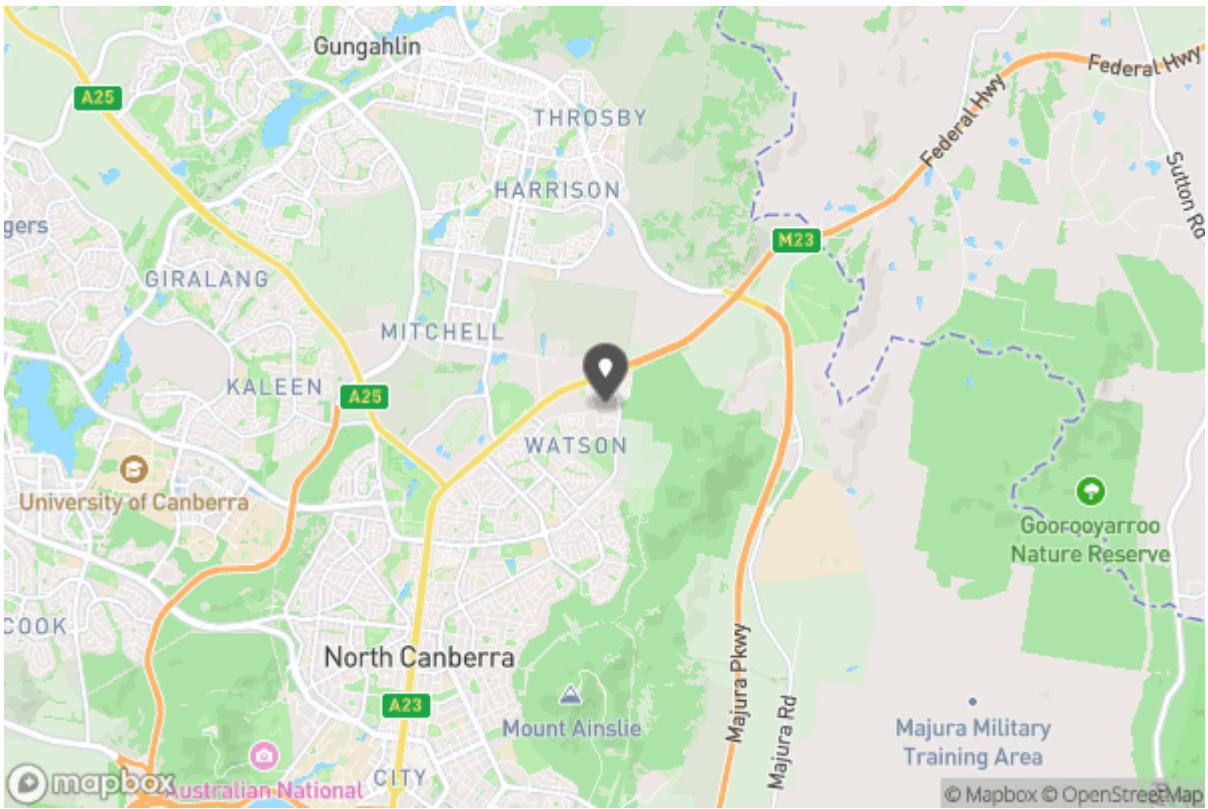 Gungahlin
Federal Hwy
A25
THROSBY
Federal Hwy
Sutton Rd
HARRISON
gers
M23
GIRALANG
MITCHELL
KALEEN
A25
WATSON
University of Canberra
Goorooyarroo
Nature Reserve
COOK
North Canberra
Majura Pkwy
Majura Rd
A23
Mount Ainslie
Majura Military
Training Area
CITY
mapbox
Australian National
© Mapbox © OpenStreetMap